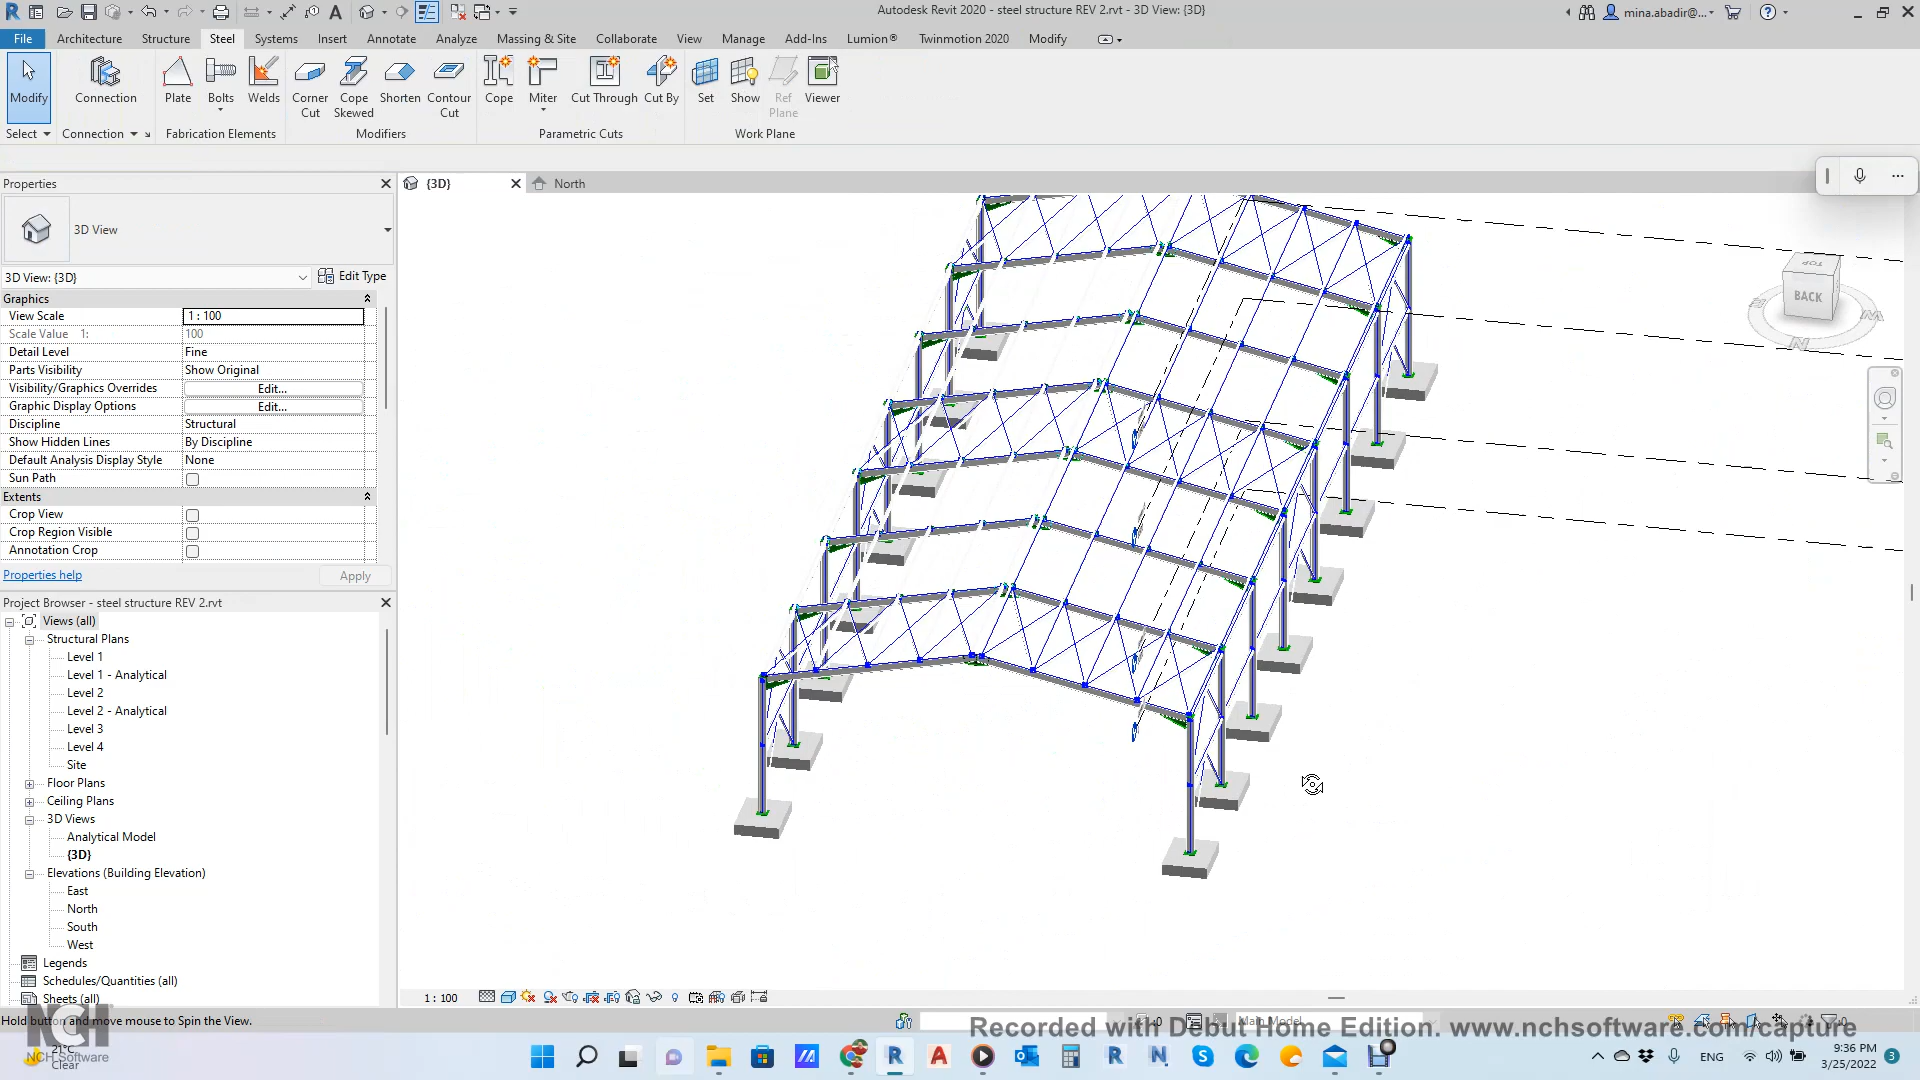 Autodesk Revit 2020 - steel structure REV 2.rvt - 3D View: {3D}
mina.abadir@...
File Architecture Structure Steel Systems Insert Annotate Analyze Massing & Site Collaborate View Manage Add-Ins Lumion® Twinmotion 2020 Modify
Modify Connection Plate Bolts Welds Corner Cut Cope Skewed Shorten Contour Cut Cope Miter Cut Through Cut By Set Show Ref Plane Viewer
Select Connection Fabrication Elements Modifiers Parametric Cuts Work Plane
Properties
{3D}
North
3D View
3D View: {3D} Edit Type
Graphics
View Scale 1 : 100
Scale Value 1: 100
Detail Level Fine
Parts Visibility Show Original
Visibility/Graphics Overrides Edit...
Graphic Display Options Edit...
Discipline Structural
Show Hidden Lines By Discipline
Default Analysis Display Style None
Sun Path
Extents
Crop View
Crop Region Visible
Annotation Crop
Properties help Apply
Project Browser - steel structure REV 2.rvt
Views (all)
Structural Plans
Level 1
Level 1 - Analytical
Level 2
Level 2 - Analytical
Level 3
Level 4
Site
Floor Plans
Ceiling Plans
3D Views
Analytical Model
{3D}
Elevations (Building Elevation)
East
North
South
West
Legends
Schedules/Quantities (all)
Sheets (all)
TOP
BACK
N
1 : 100
Hold button and move mouse to Spin the View.
:0
Main Model
:0
NCH
NCH Software
Recorded with Debut Home Edition. www.nchsoftware.com/capture
21°C
Clear
ENG
9:36 PM
3/25/2022
3